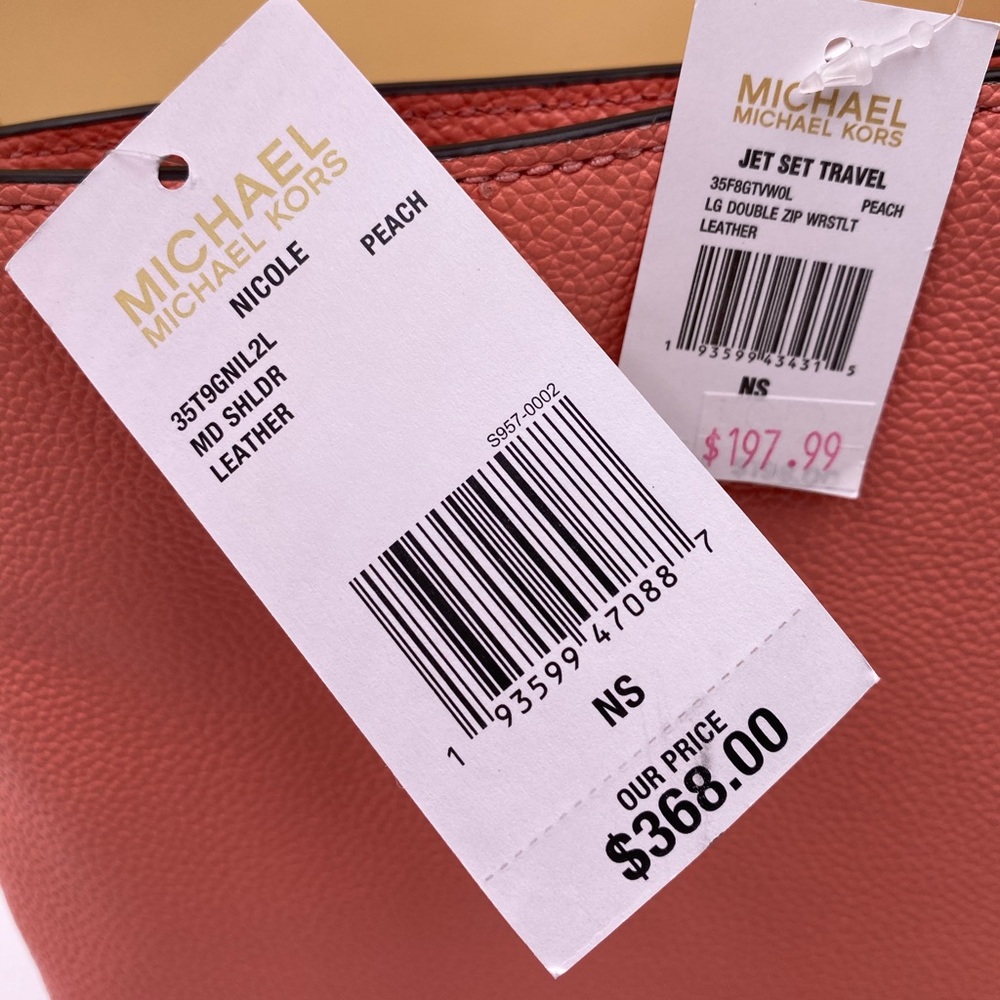 MICHAEL
MICHAEL KORS
NICOLE
PEACH
35T9GNIL2L
MD SHLDR
LEATHER
S957-0002
1 93599 47088 7
NS
OUR PRICE
$368.00
MICHAEL
MICHAEL KORS
JET SET TRAVEL
35F8GTVW0L PEACH
LG DOUBLE ZIP WRSTLT
LEATHER
1 93599 43431 5
NS
$197.99